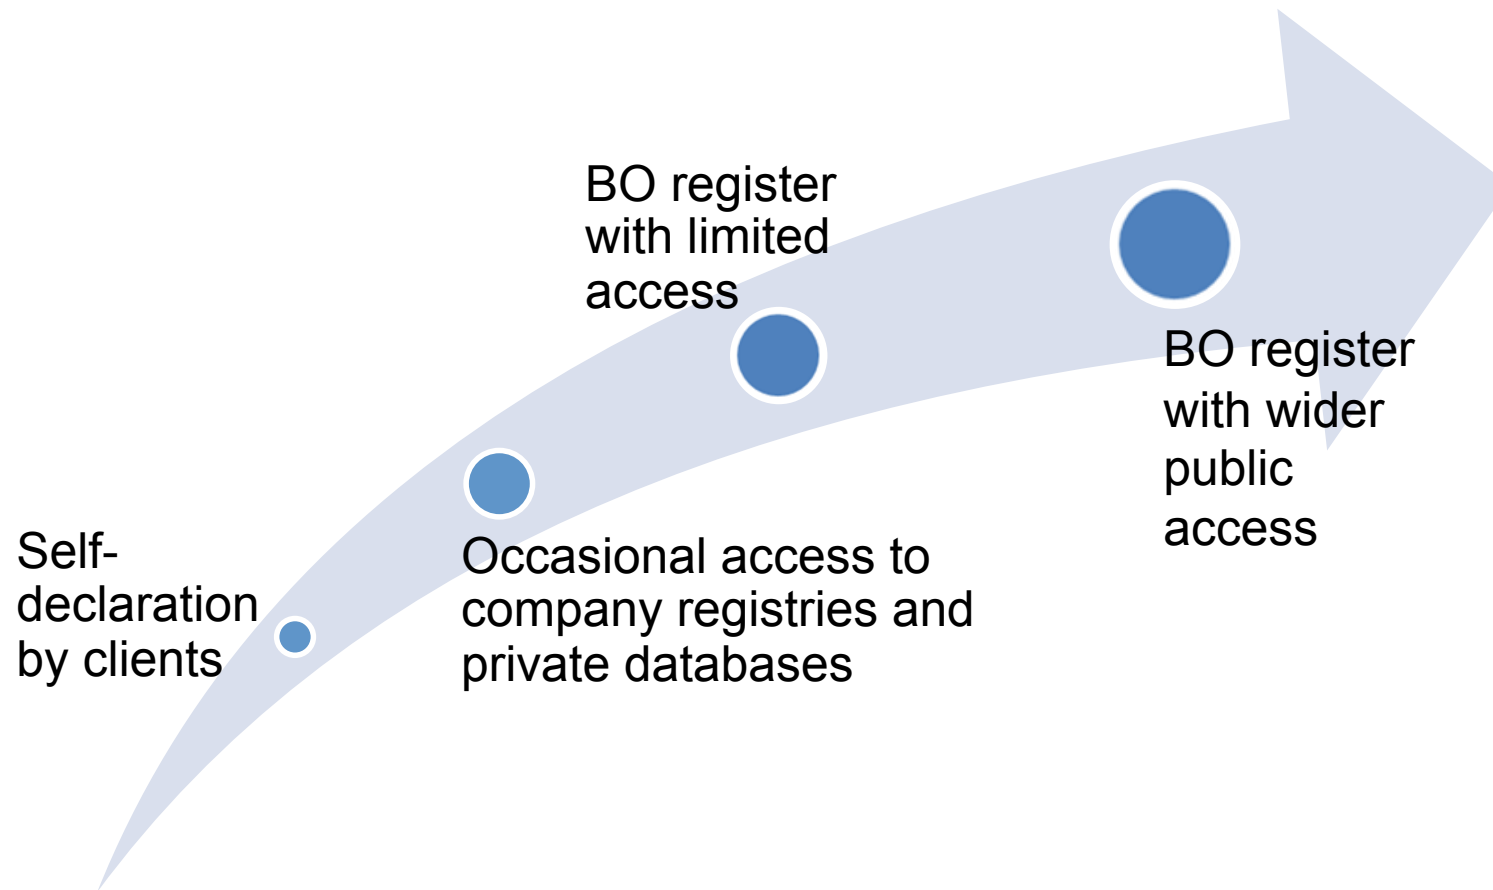 Self-
declaration
by clients
Occasional access to
company registries and
private databases
BO register
with limited
access
BO register
with wider
public
access